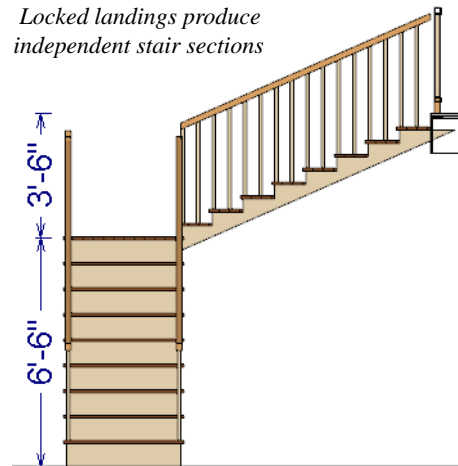 Locked landings produce
independent stair sections
3'-6"
6'-6"